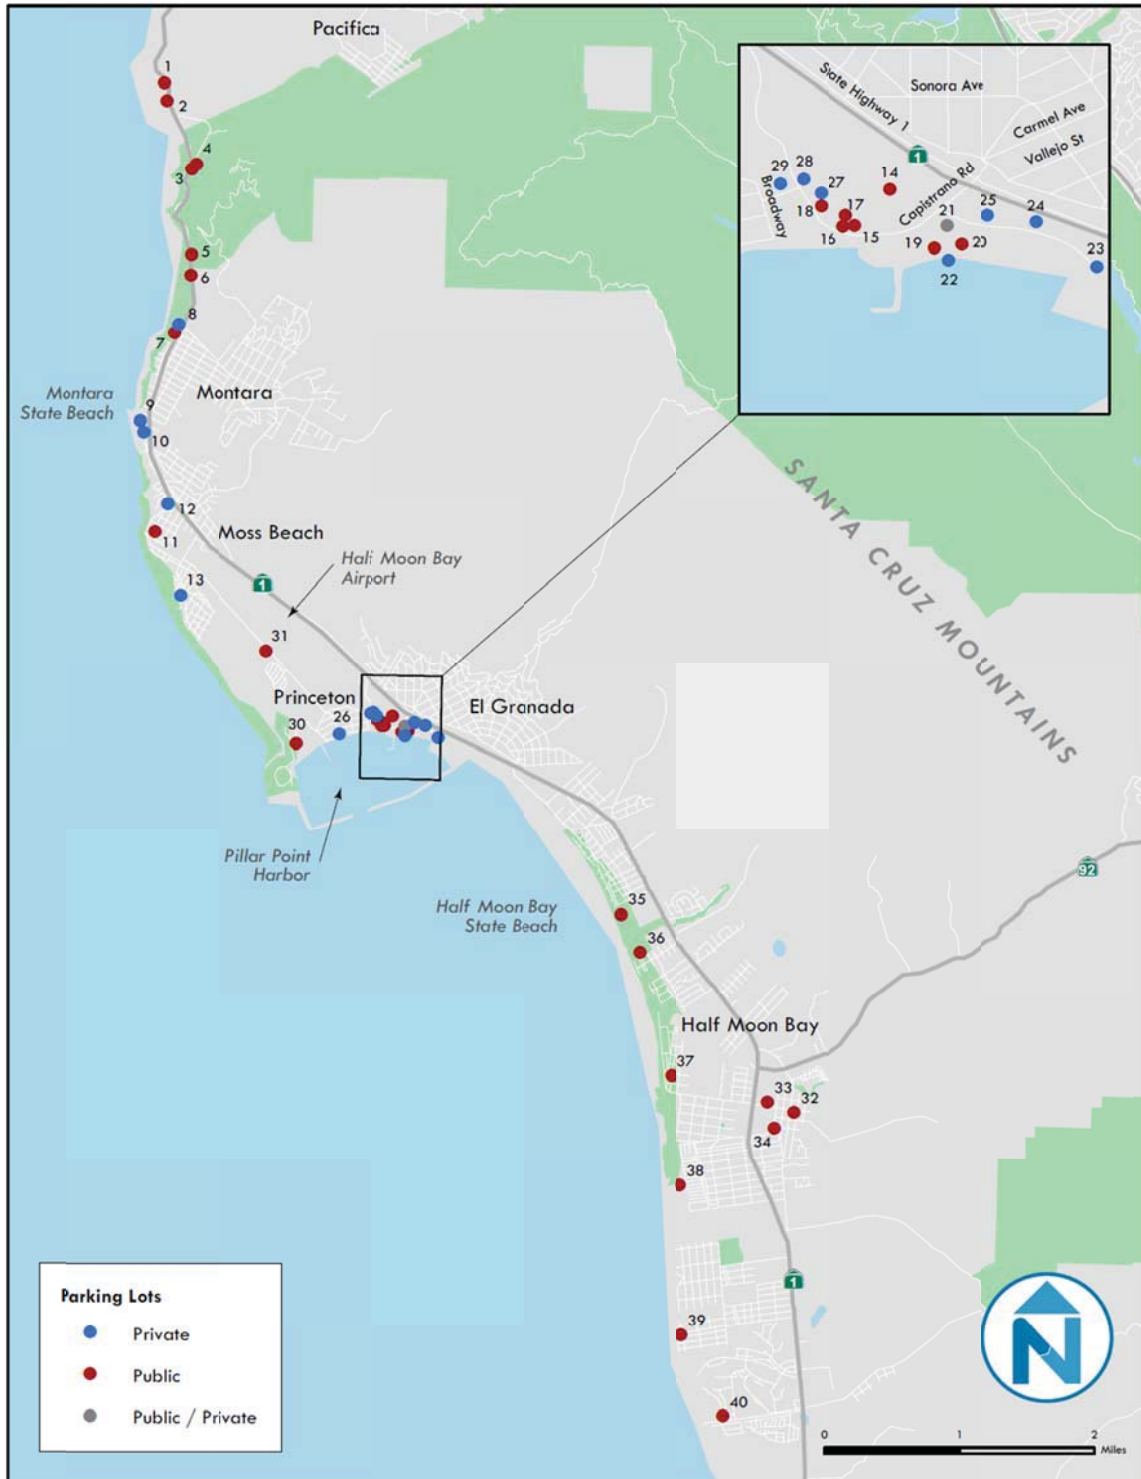 Pacifica
1
2
4
3
5
6
8
7
Montara
State Beach
Montara
9
10
12
11
Moss Beach
Half Moon Bay
Airport
1
13
31
Princeton
26
30
El Granada
Pillar Point
Harbor
Half Moon Bay
State Beach
35
36
Half Moon Bay
37
33
32
34
38
39
40
1
92
SANTA CRUZ MOUNTAINS
State Highway 1
Sonora Ave
Carmel Ave
Vallejo St
1
Capistrano Rd
Broadway
29
28
27
14
18
17
16
15
21
25
24
19
20
22
23
Parking Lots
Private
Public
Public / Private
N
0 1 2
Miles